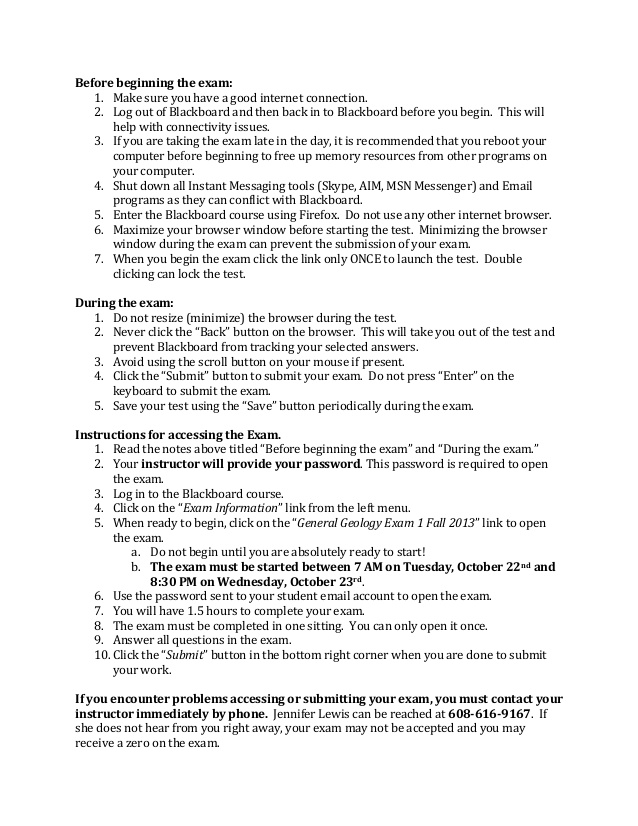 Before beginning the exam:
1. Make sure you have a good internet connection.
2. Log out of Blackboard and then back in to Blackboard before you begin. This will
help with connectivity issues.
3. If you are taking the exam late in the day, it is recommended that you reboot your
computer before beginning to free up memory resources from other programs on
your computer.
4. Shut down all Instant Messaging tools (Skype, AIM, MSN Messenger) and Email
programs as they can conflict with Blackboard.
5. Enter the Blackboard course using Firefox. Do not use any other internet browser.
6. Maximize your browser window before starting the test. Minimizing the browser
window during the exam can prevent the submission of your exam.
7. When you begin the exam click the link only ONCE to launch the test. Double
clicking can lock the test.
During the exam:
1. Do not resize (minimize) the browser during the test.
2. Never click the “Back” button on the browser. This will take you out of the test and
prevent Blackboard from tracking your selected answers.
3. Avoid using the scroll button on your mouse if present.
4. Click the “Submit” button to submit your exam. Do not press “Enter” on the
keyboard to submit the exam.
5. Save your test using the “Save” button periodically during the exam.
Instructions for accessing the Exam.
1. Read the notes above titled “Before beginning the exam” and “During the exam.”
2. Your instructor will provide your password. This password is required to open
the exam.
3. Log in to the Blackboard course.
4. Click on the “Exam Information” link from the left menu.
5. When ready to begin, click on the “General Geology Exam 1 Fall 2013” link to open
the exam.
a. Do not begin until you are absolutely ready to start!
b. The exam must be started between 7 AM on Tuesday, October 22nd and
8:30 PM on Wednesday, October 23rd.
6. Use the password sent to your student email account to open the exam.
7. You will have 1.5 hours to complete your exam.
8. The exam must be completed in one sitting. You can only open it once.
9. Answer all questions in the exam.
10. Click the “Submit” button in the bottom right corner when you are done to submit
your work.
If you encounter problems accessing or submitting your exam, you must contact your
instructor immediately by phone. Jennifer Lewis can be reached at 608-616-9167. If
she does not hear from you right away, your exam may not be accepted and you may
receive a zero on the exam.